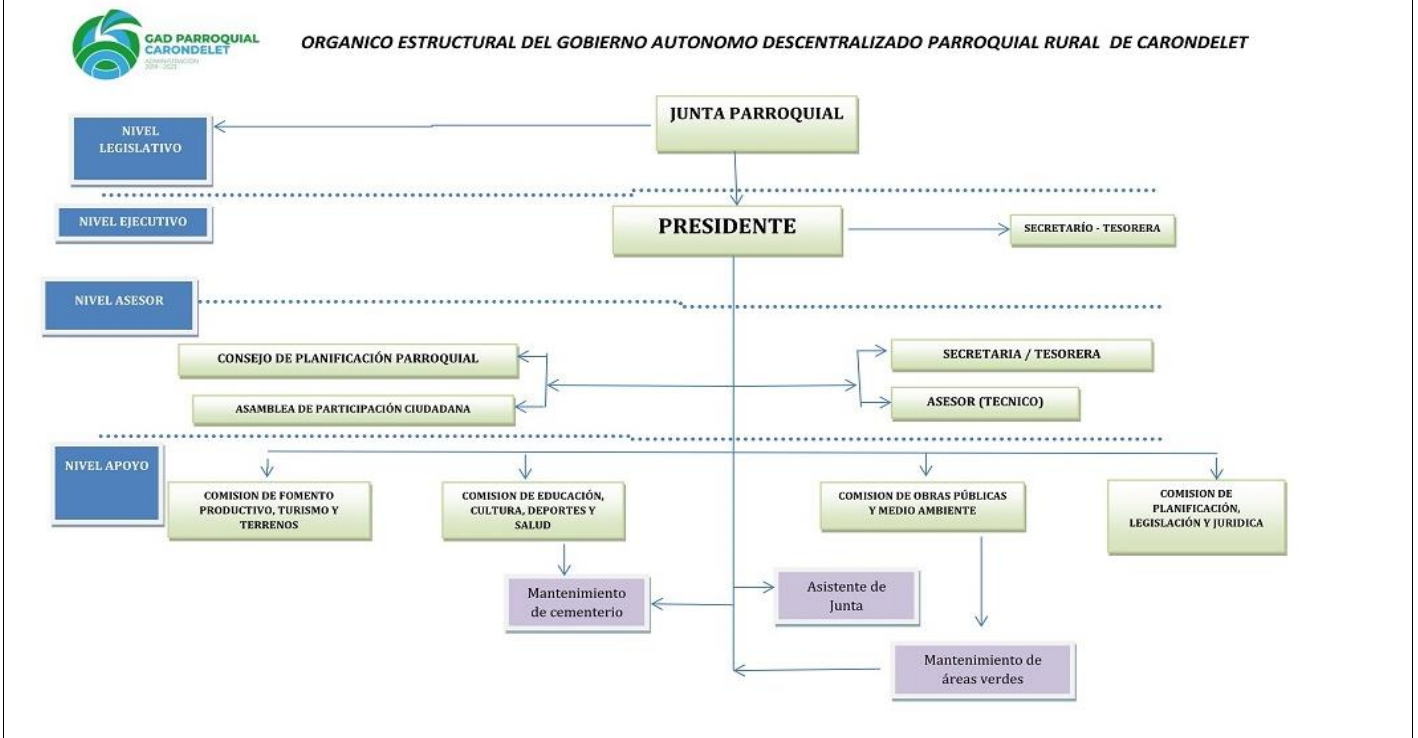 GAD PARROQUIAL
CARONDELET
ADMINISTRACIÓN
2019 - 2023
ORGANICO ESTRUCTURAL DEL GOBIERNO AUTONOMO DESCENTRALIZADO PARROQUIAL RURAL DE CARONDELET
JUNTA PARROQUIAL
NIVEL
LEGISLATIVO
NIVEL EJECUTIVO
PRESIDENTE
SECRETARÍO - TESORERA
NIVEL ASESOR
CONSEJO DE PLANIFICACIÓN PARROQUIAL
SECRETARIA / TESORERA
ASAMBLEA DE PARTICIPACIÓN CIUDADANA
ASESOR (TECNICO)
NIVEL APOYO
COMISION DE FOMENTO
PRODUCTIVO, TURISMO Y
TERRENOS
COMISION DE EDUCACIÓN,
CULTURA, DEPORTES Y
SALUD
COMISION DE OBRAS PÚBLICAS
Y MEDIO AMBIENTE
COMISION DE
PLANIFICACIÓN,
LEGISLACIÓN Y JURIDICA
Mantenimiento
de cementerio
Asistente de
Junta
Mantenimiento de
áreas verdes